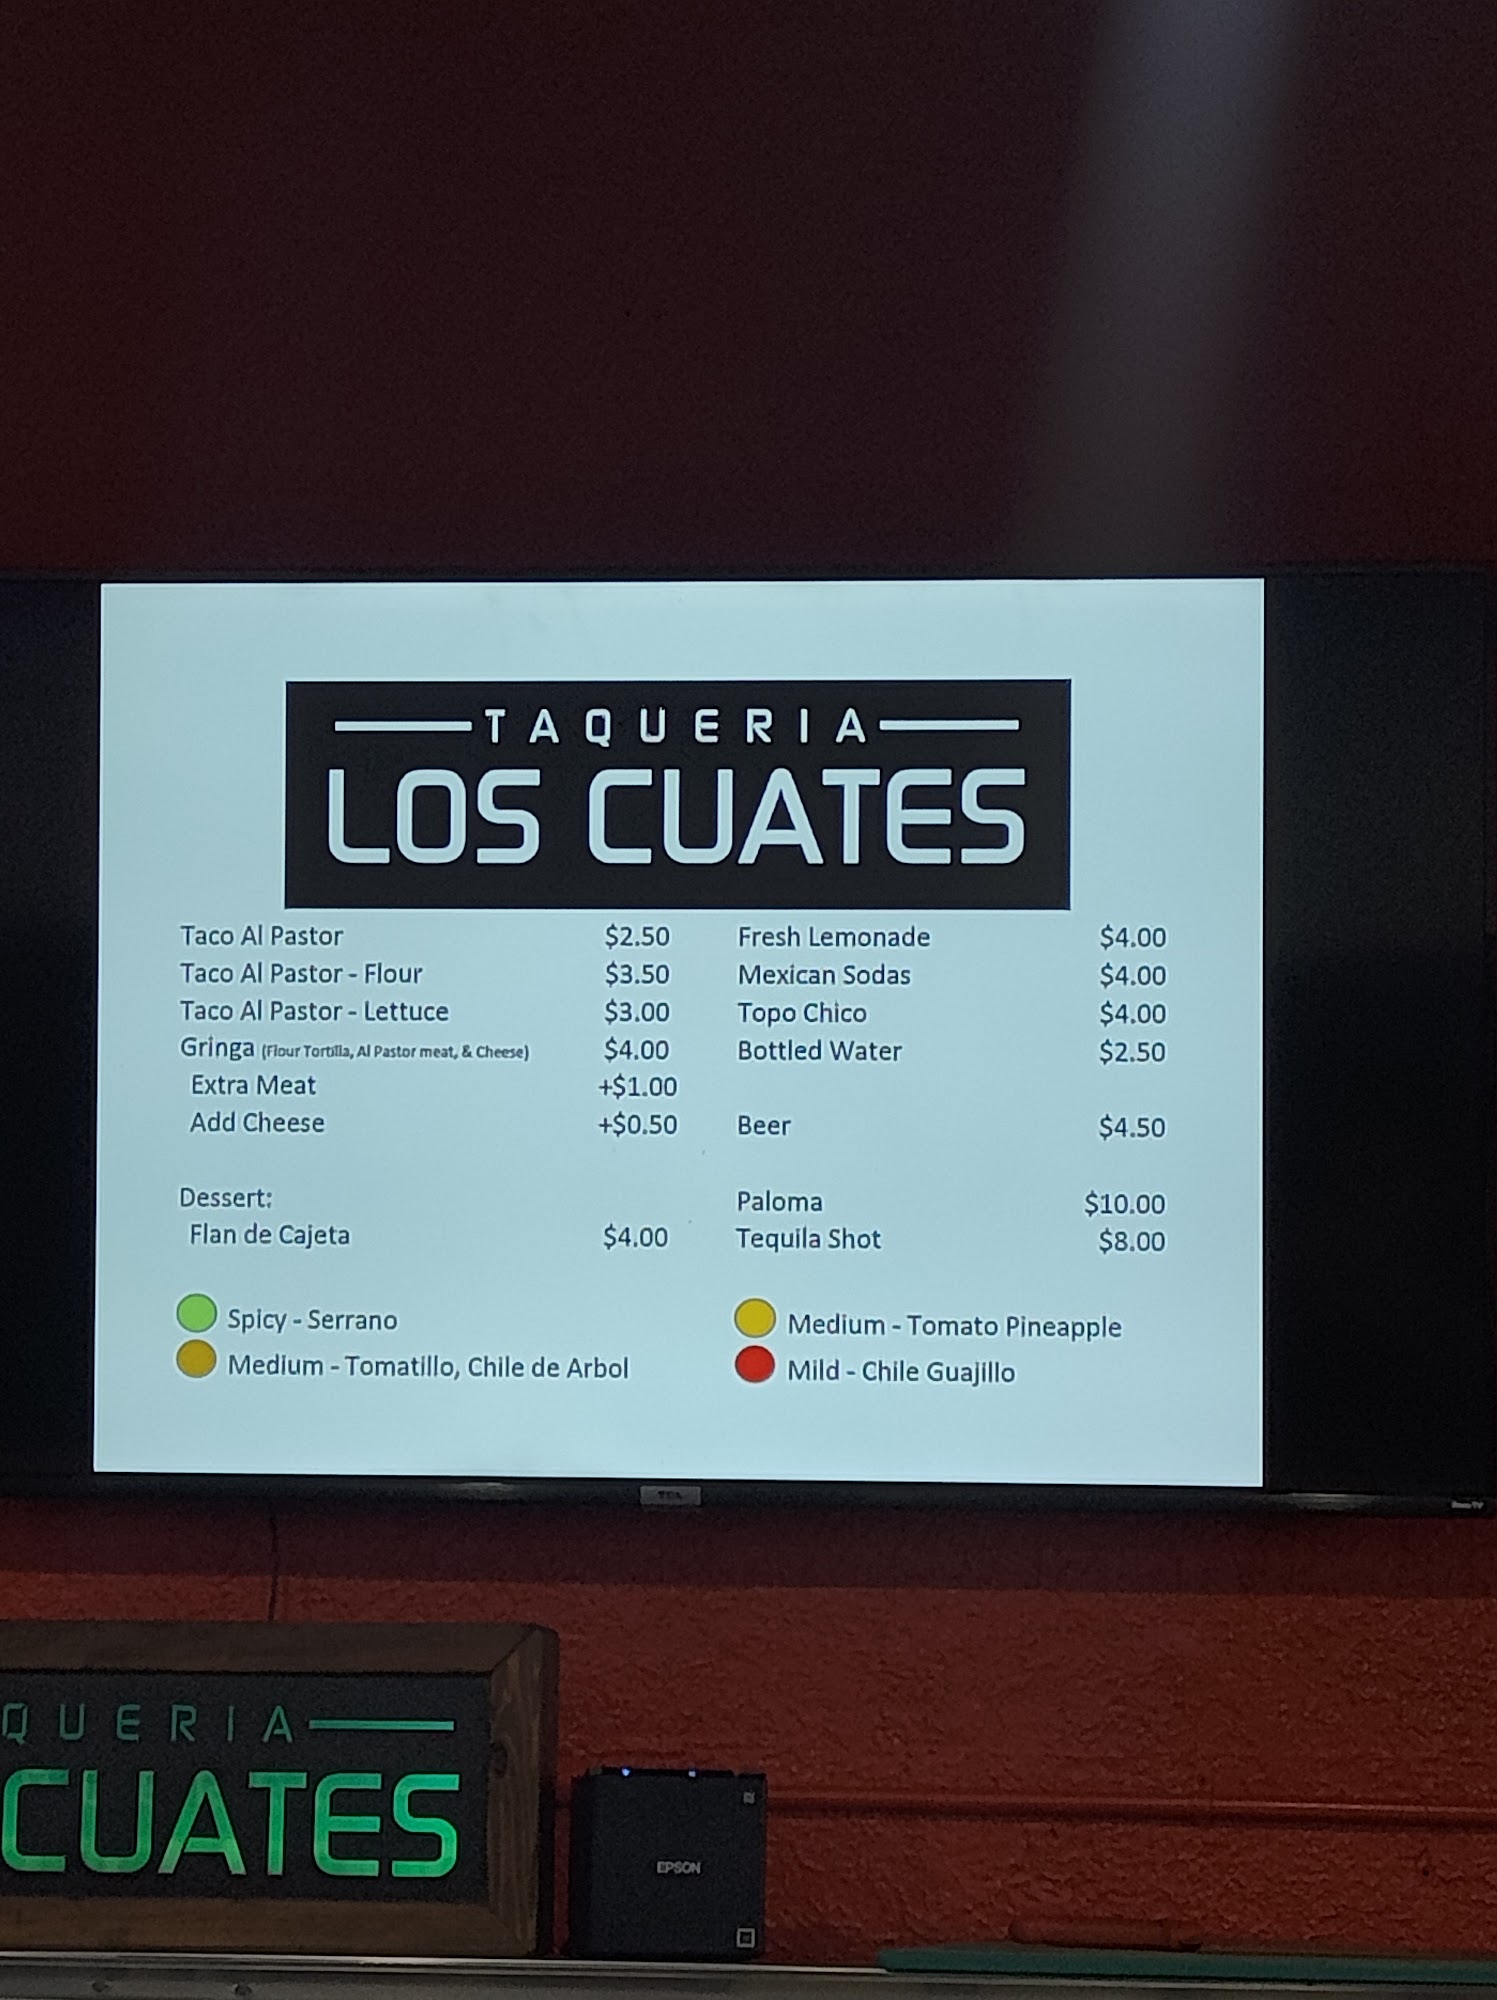 TAQUERIA
LOS CUATES
Taco Al Pastor $2.50
Taco Al Pastor - Flour $3.50
Taco Al Pastor - Lettuce $3.00
Gringa (Flour Tortilla, Al Pastor meat, & Cheese) $4.00
Extra Meat +$1.00
Add Cheese +$0.50
Dessert:
Flan de Cajeta $4.00
Fresh Lemonade $4.00
Mexican Sodas $4.00
Topo Chico $4.00
Bottled Water $2.50
Beer $4.50
Paloma $10.00
Tequila Shot $8.00
Spicy - Serrano
Medium - Tomatillo, Chile de Arbol
Medium - Tomato Pineapple
Mild - Chile Guajillo
TCL
Roku TV
QUERIA
CUATES
EPSON